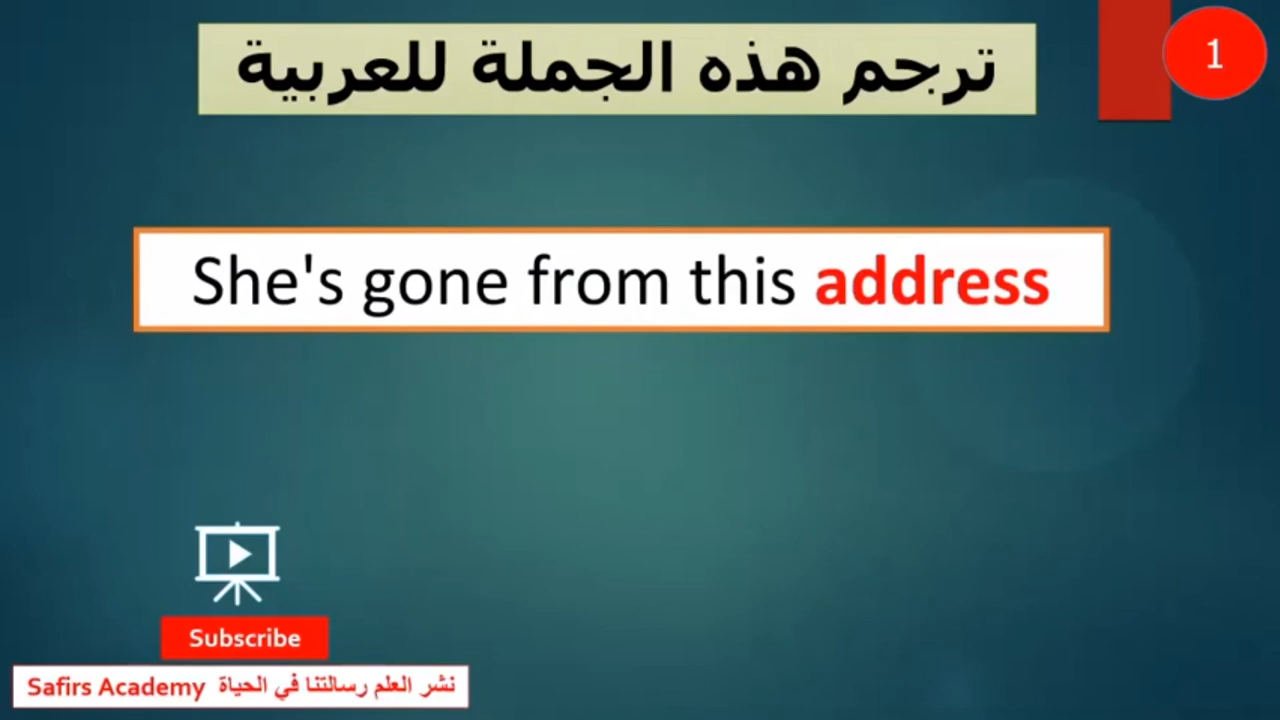 ترجم هذه الجملة للعربية
1
She's gone from this address
Subscribe
Safirs Academy نشر العلم رسالتنا في الحياة